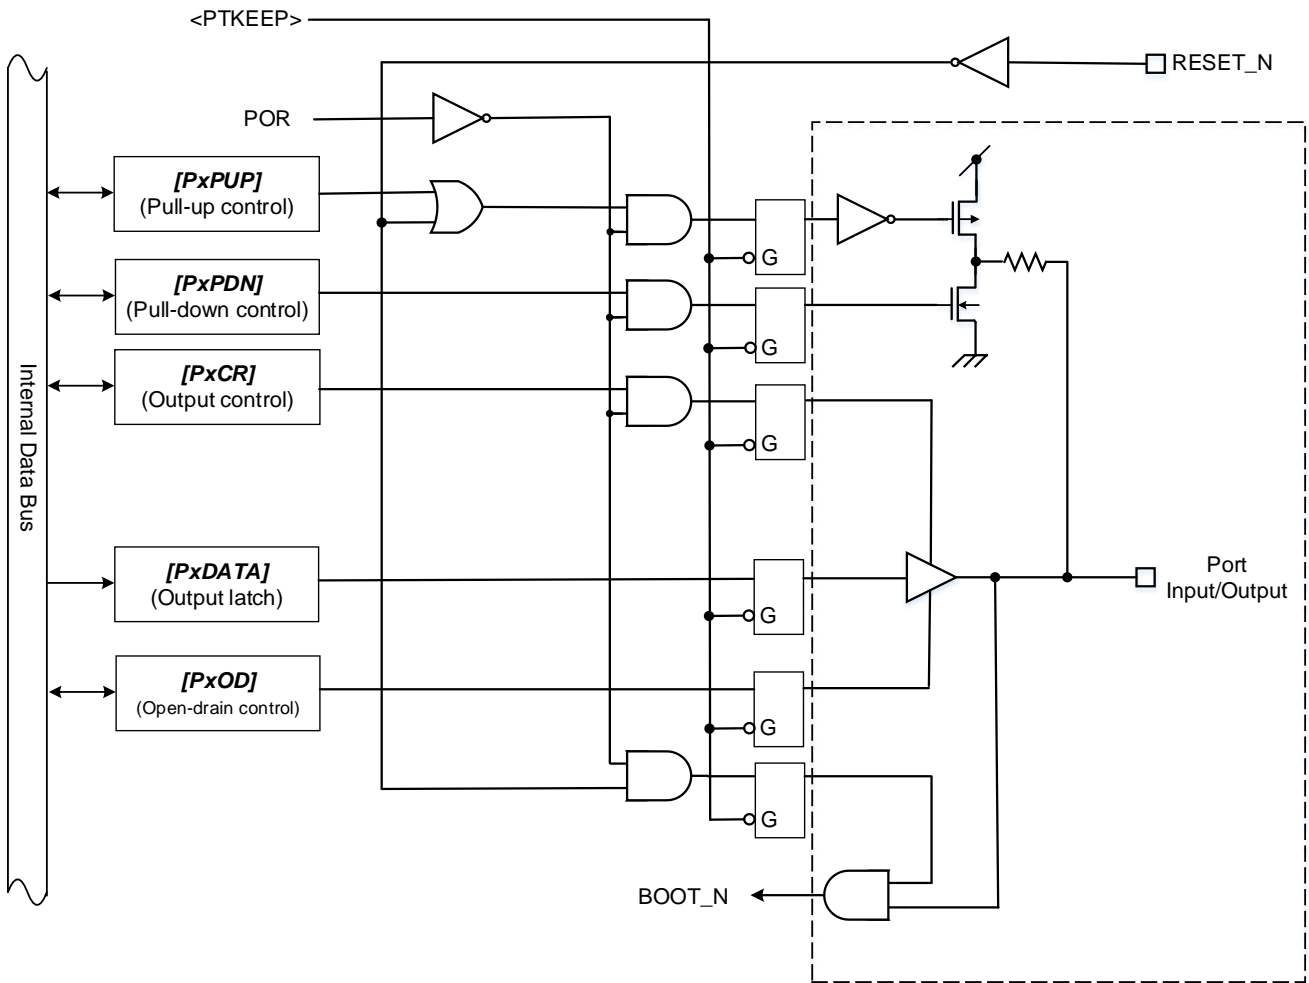 <PTKEEP>
RESET_N
POR
[PxPUP]
(Pull-up control)
G
[PxPDN]
(Pull-down control)
G
[PxCR]
(Output control)
G
Internal Data Bus
[PxDATA]
(Output latch)
G
Port
Input/Output
[PxOD]
(Open-drain control)
G
G
BOOT_N